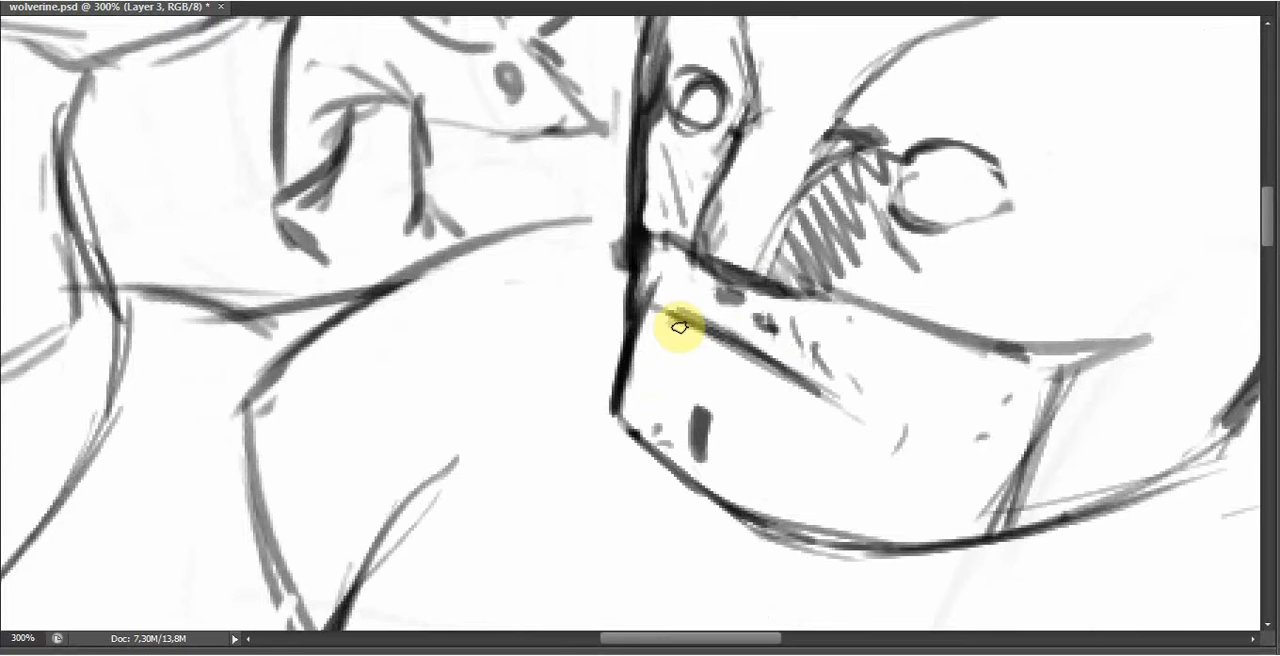 wolverine.psd @ 300% (Layer 3, RGB/8) * ×
300% Doc: 7,30M/13,8M